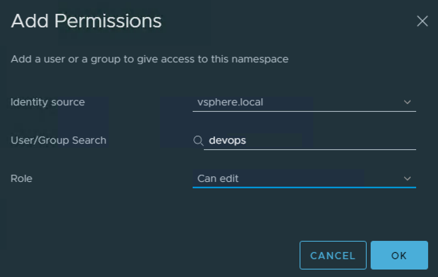 Add Permissions
Add a user or a group to give access to this namespace
Identity source vsphere.local
User/Group Search devops
Role Can edit
CANCEL OK